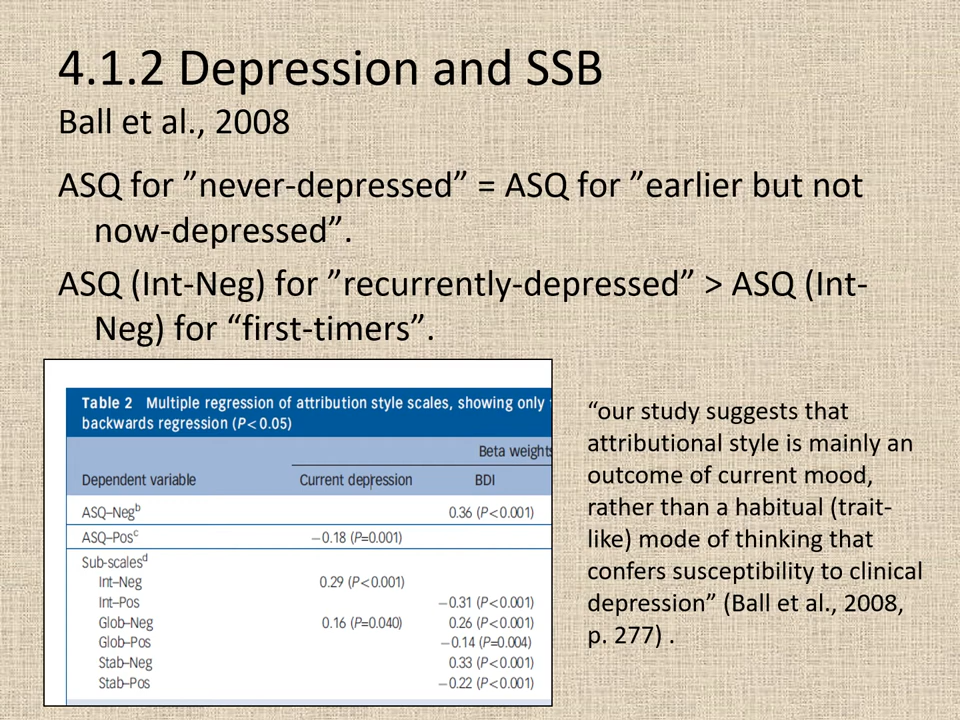 4.1.2 Depression and SSB
Ball et al., 2008
ASQ for ”never-depressed” = ASQ for ”earlier but not
now-depressed”.
ASQ (Int-Neg) for ”recurrently-depressed” > ASQ (Int-
Neg) for “first-timers”.
Table 2 Multiple regression of attribution style scales, showing only
backwards regression (P<0.05)
Beta weights
Dependent variable Current depression BDI
ASQ–Negb 0.36 (P<0.001)
ASQ–Posc −0.18 (P=0.001)
Sub-scalesd
Int–Neg 0.29 (P<0.001)
Int–Pos −0.31 (P<0.001)
Glob–Neg 0.16 (P=0.040) 0.26 (P<0.001)
Glob–Pos −0.14 (P=0.004)
Stab–Neg 0.33 (P<0.001)
Stab–Pos −0.22 (P<0.001)
“our study suggests that
attributional style is mainly an
outcome of current mood,
rather than a habitual (trait-
like) mode of thinking that
confers susceptibility to clinical
depression” (Ball et al., 2008,
p. 277) .